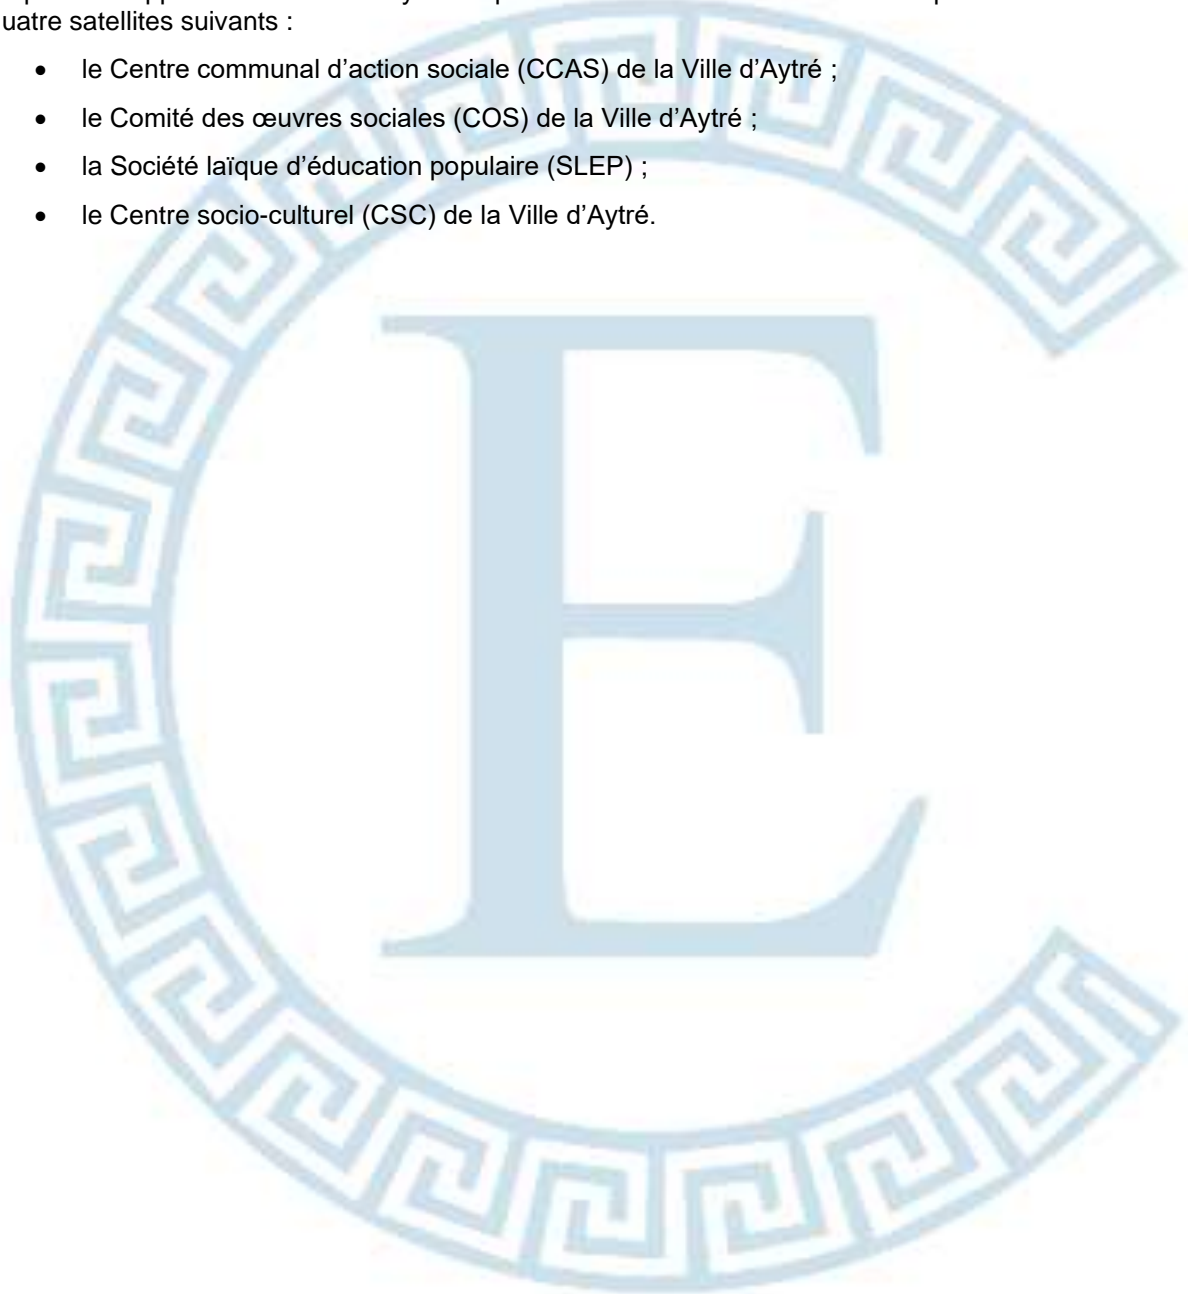 uatre satellites suivants :
• le Centre communal d’action sociale (CCAS) de la Ville d’Aytré ;
• le Comité des œuvres sociales (COS) de la Ville d’Aytré ;
• la Société laïque d’éducation populaire (SLEP) ;
• le Centre socio-culturel (CSC) de la Ville d’Aytré.
E